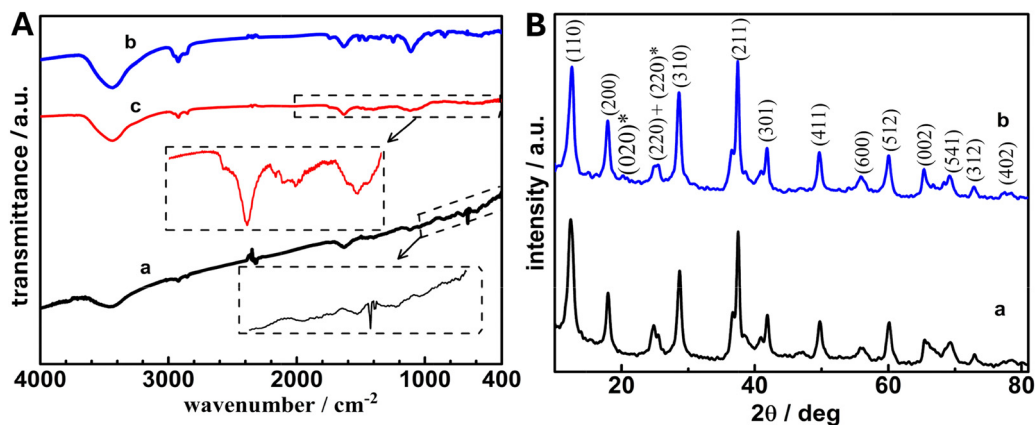 A
b
c
a
transmittance / a.u.
4000 3000 2000 1000 400
wavenumber / cm⁻²
B
(110)
(200)
(020)*
(220) + (220)*
(310)
(211)
(301)
(411)
(600)
(512)
(002)
(541)
(312)
(402)
b
a
intensity / a.u.
20 40 60 80
2θ / deg